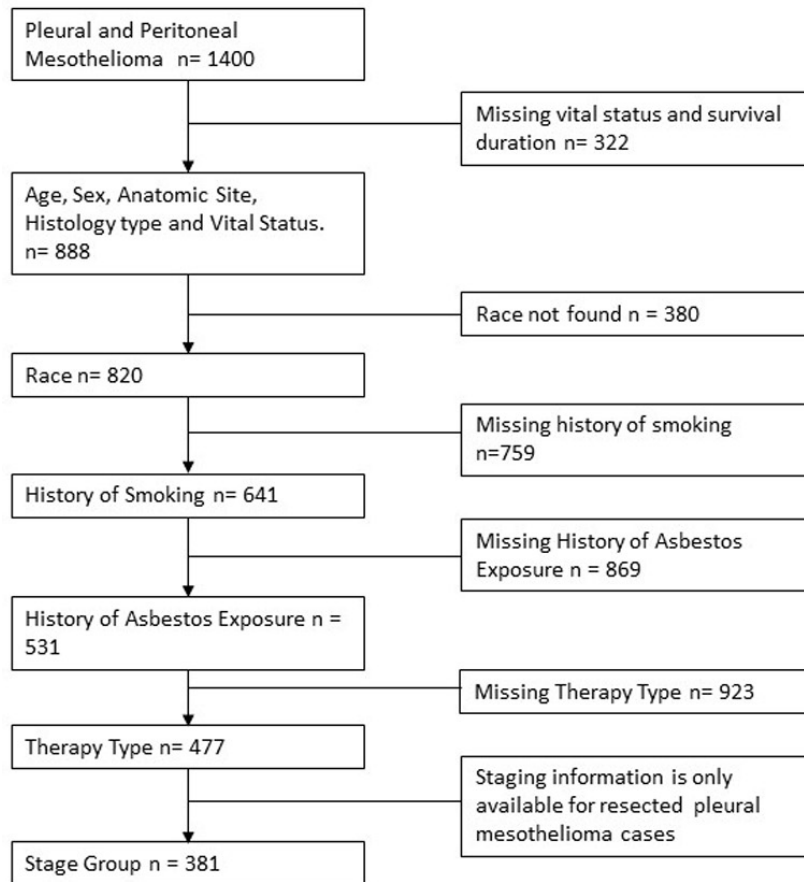 Pleural and Peritoneal
Mesothelioma n= 1400
Missing vital status and survival
duration n= 322
Age, Sex, Anatomic Site,
Histology type and Vital Status.
n= 888
Race not found n = 380
Race n= 820
Missing history of smoking
n=759
History of Smoking n= 641
Missing History of Asbestos
Exposure n = 869
History of Asbestos Exposure n =
531
Missing Therapy Type n= 923
Therapy Type n= 477
Staging information is only
available for resected pleural
mesothelioma cases
Stage Group n = 381